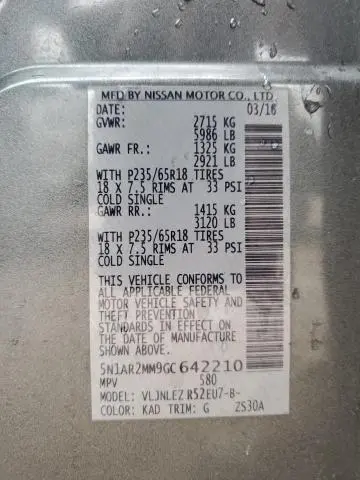 MFD BY NISSAN MOTOR CO., LTD.
DATE: 03/16
GVWR: 2715 KG
5986 LB
GAWR FR.: 1325 KG
2921 LB
WITH P235/65R18 TIRES
18 X 7.5 RIMS AT 33 PSI
COLD SINGLE
GAWR RR.: 1415 KG
3120 LB
WITH P235/65R18 TIRES
18 X 7.5 RIMS AT 33 PSI
COLD SINGLE
THIS VEHICLE CONFORMS TO
ALL APPLICABLE FEDERAL
MOTOR VEHICLE SAFETY AND
THEFT PREVENTION
STANDARDS IN EFFECT ON
THE DATE OF MANUFACTURE
SHOWN ABOVE.
5N1AR2MM9GC642210
MPV S80
MODEL: VLJNLEZ R52EU7-B-
COLOR: KAD TRIM: G ZS30A